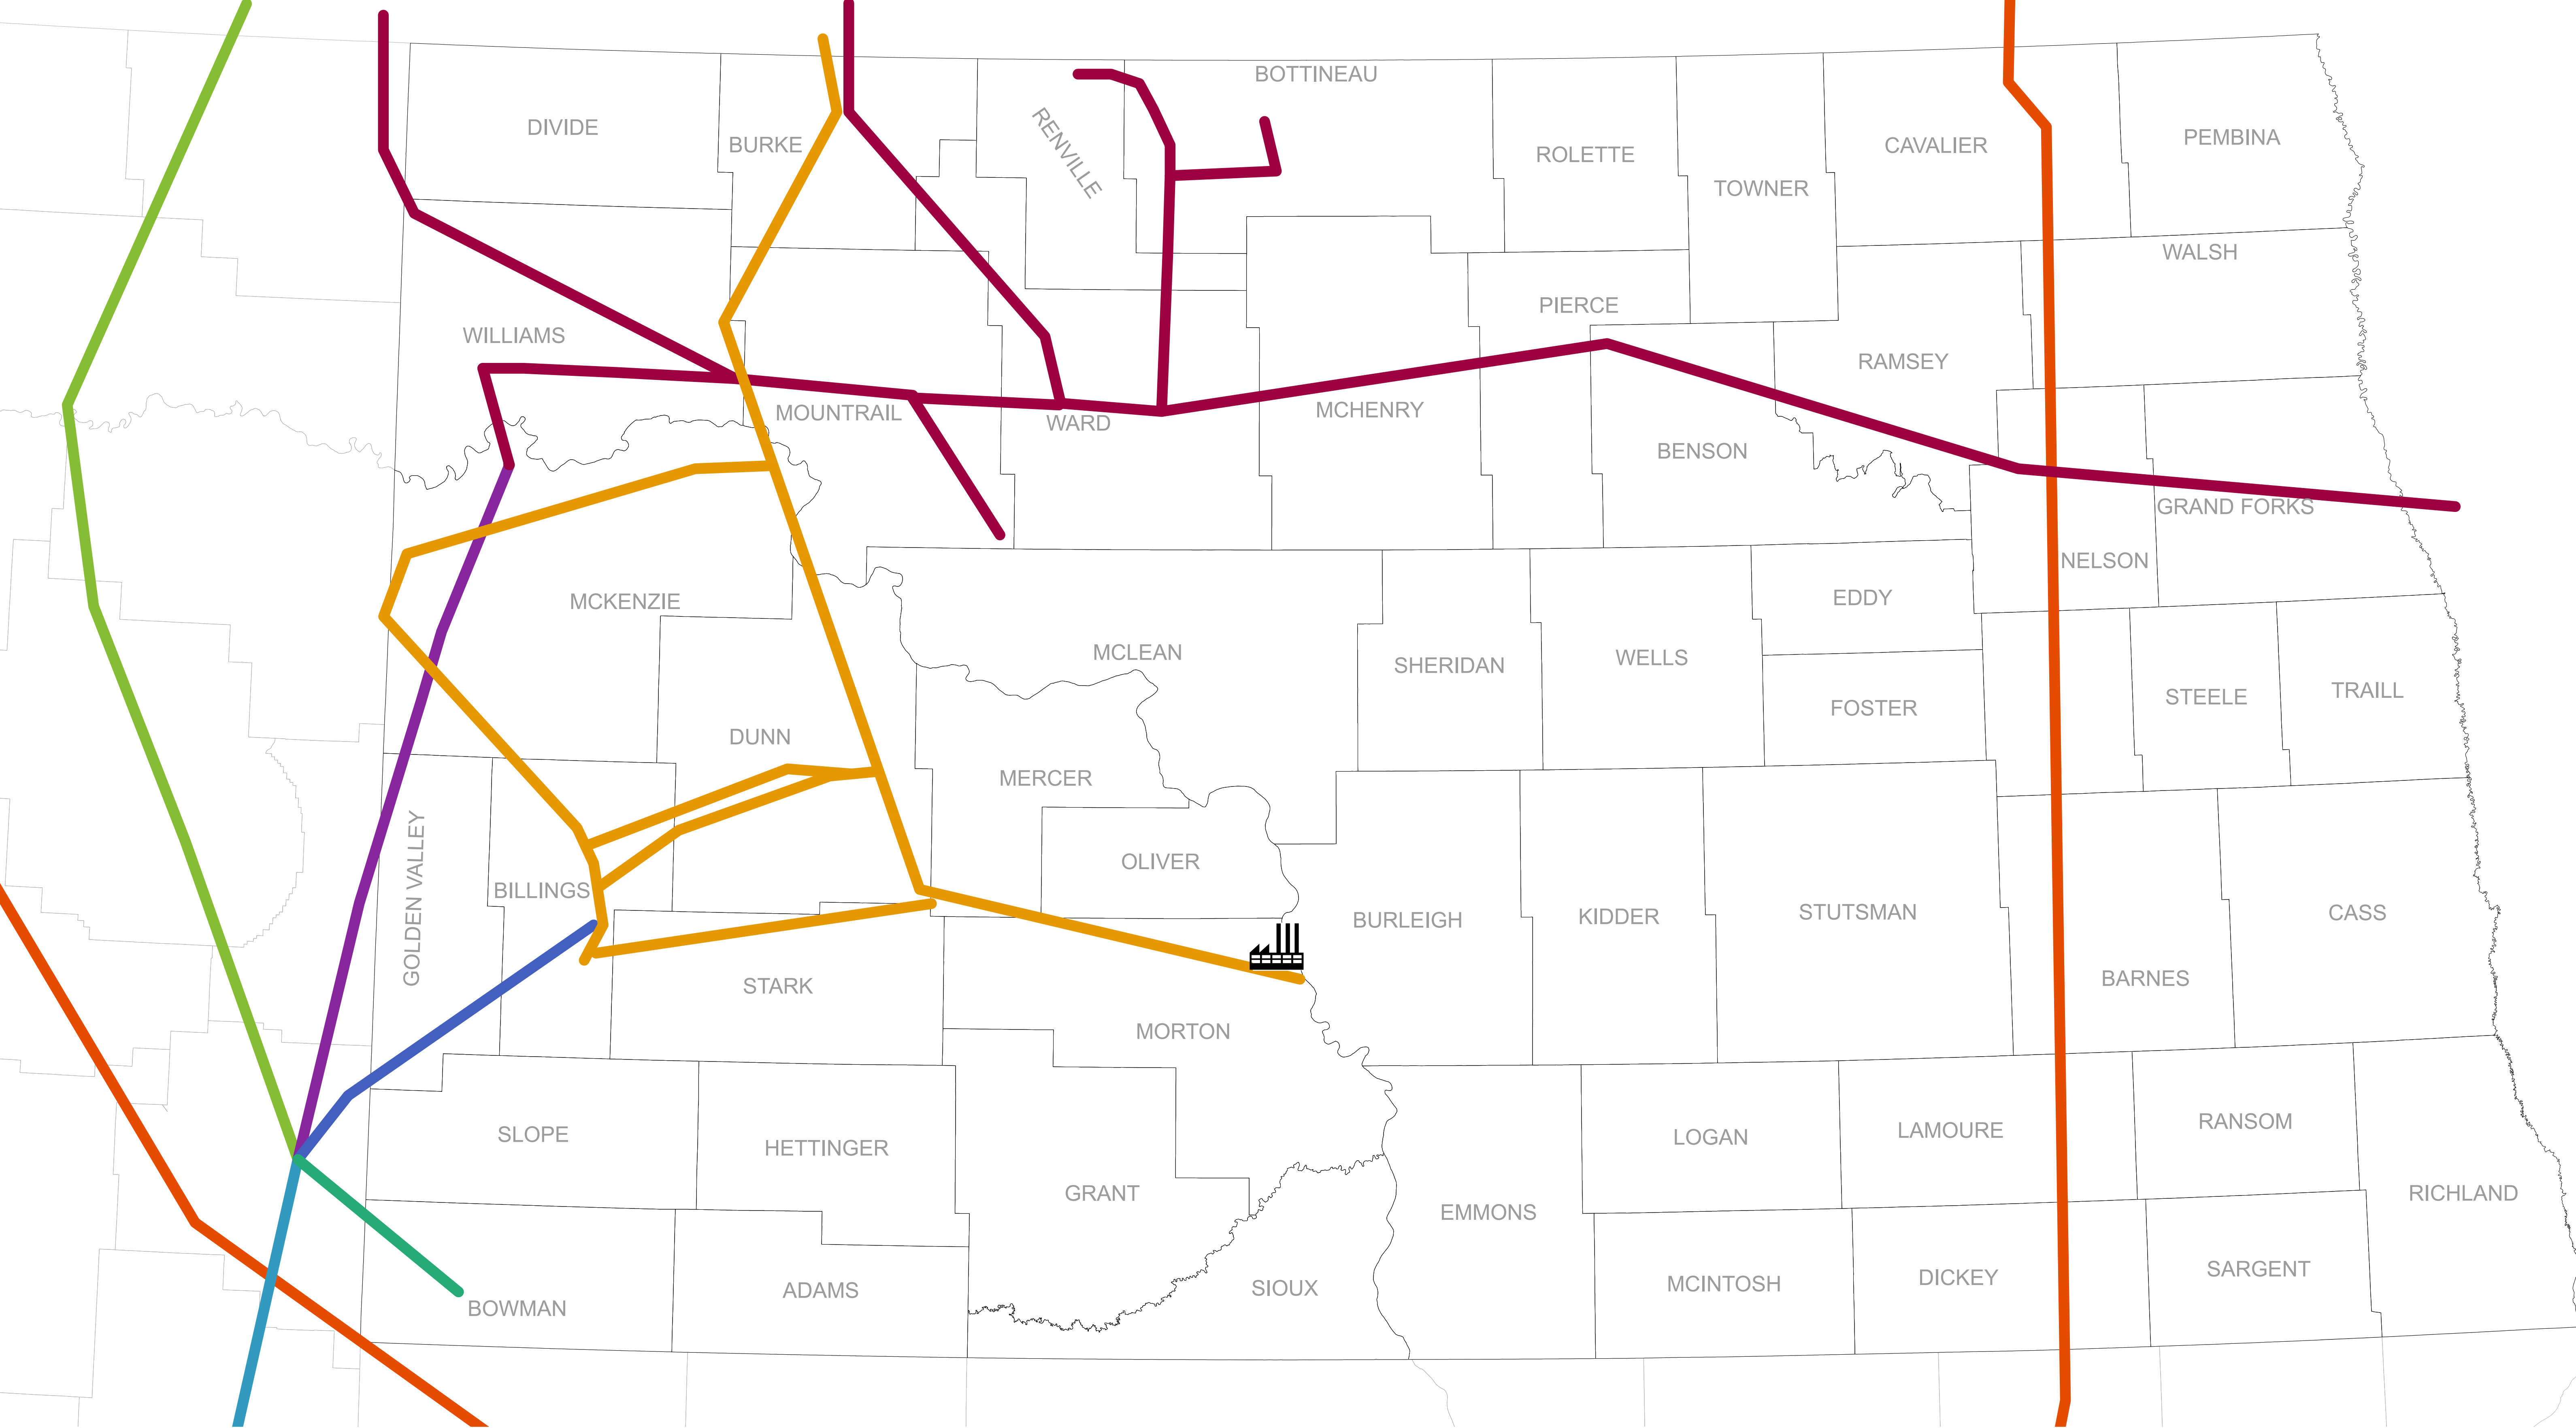 BOTTINEAU
DIVIDE
BURKE
RENVILLE
ROLETTE
TOWNER
CAVALIER
PEMBINA
WALSH
WILLIAMS
PIERCE
RAMSEY
MOUNTRAIL
WARD
MCHENRY
BENSON
GRAND FORKS
NELSON
MCKENZIE
EDDY
MCLEAN
SHERIDAN
WELLS
STEELE
TRAILL
FOSTER
DUNN
MERCER
OLIVER
GOLDEN VALLEY
BILLINGS
BURLEIGH
KIDDER
STUTSMAN
CASS
STARK
BARNES
MORTON
SLOPE
HETTINGER
LOGAN
LAMOURE
RANSOM
GRANT
EMMONS
RICHLAND
BOWMAN
ADAMS
SIOUX
MCINTOSH
DICKEY
SARGENT